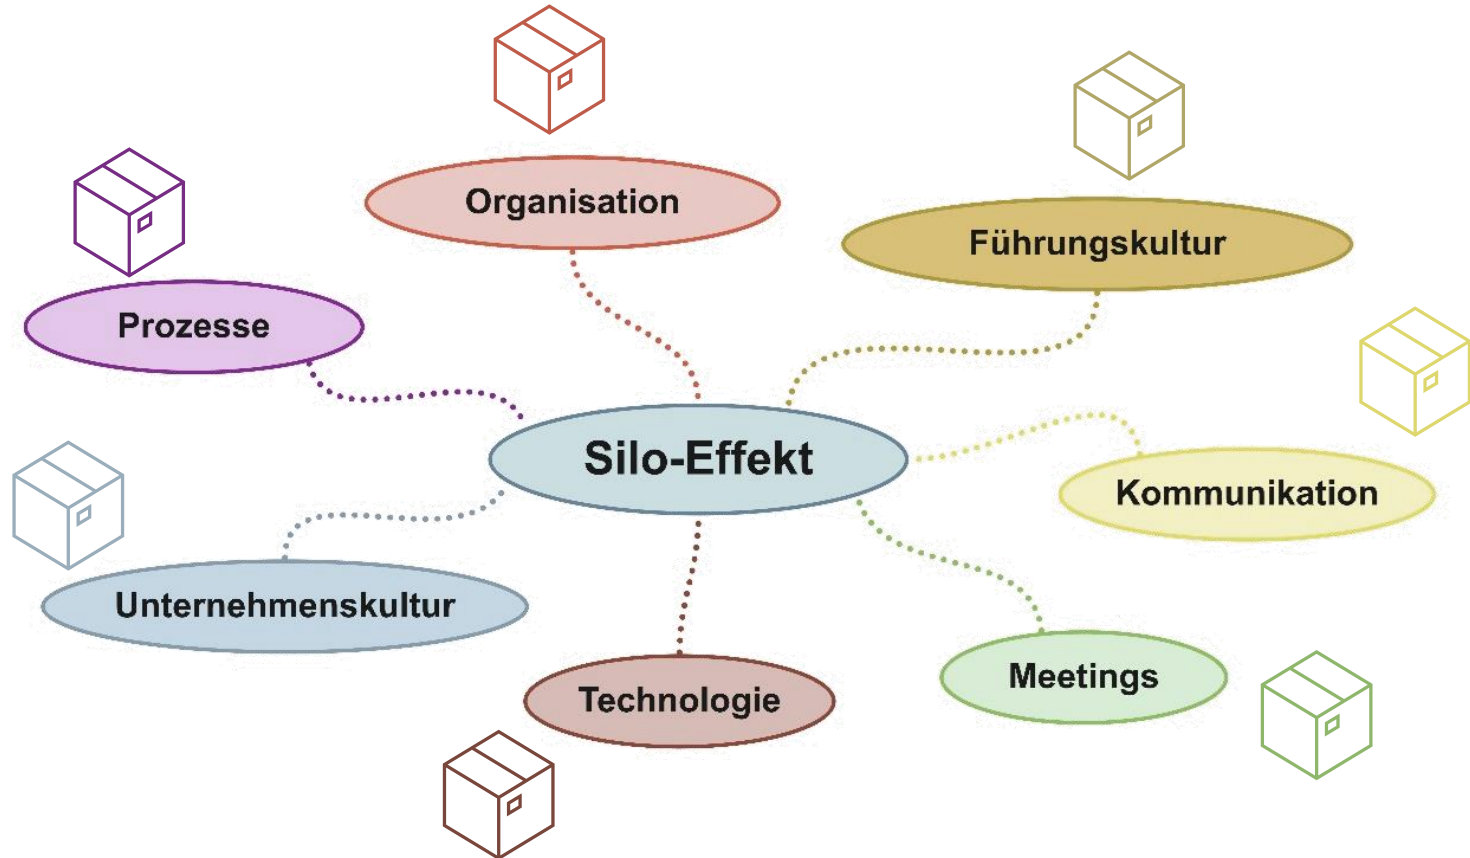 Organisation
Führungskultur
Prozesse
Silo-Effekt
Kommunikation
Unternehmenskultur
Meetings
Technologie